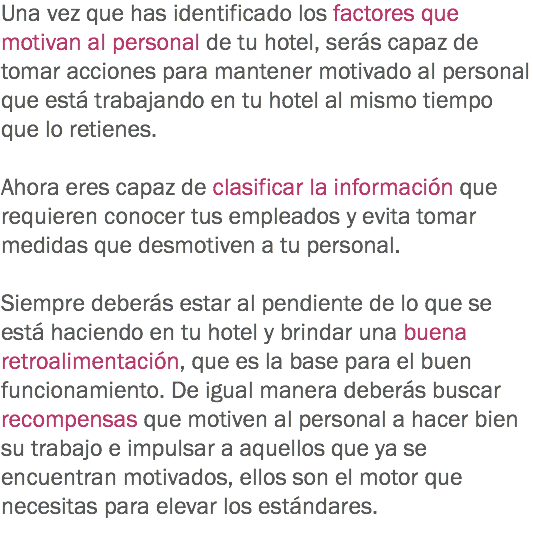 Una vez que has identificado los factores que
motivan al personal de tu hotel, serás capaz de
tomar acciones para mantener motivado al personal
que está trabajando en tu hotel al mismo tiempo
que lo retienes.
Ahora eres capaz de clasificar la información que
requieren conocer tus empleados y evita tomar
medidas que desmotiven a tu personal.
Siempre deberás estar al pendiente de lo que se
está haciendo en tu hotel y brindar una buena
retroalimentación, que es la base para el buen
funcionamiento. De igual manera deberás buscar
recompensas que motiven al personal a hacer bien
su trabajo e impulsar a aquellos que ya se
encuentran motivados, ellos son el motor que
necesitas para elevar los estándares.